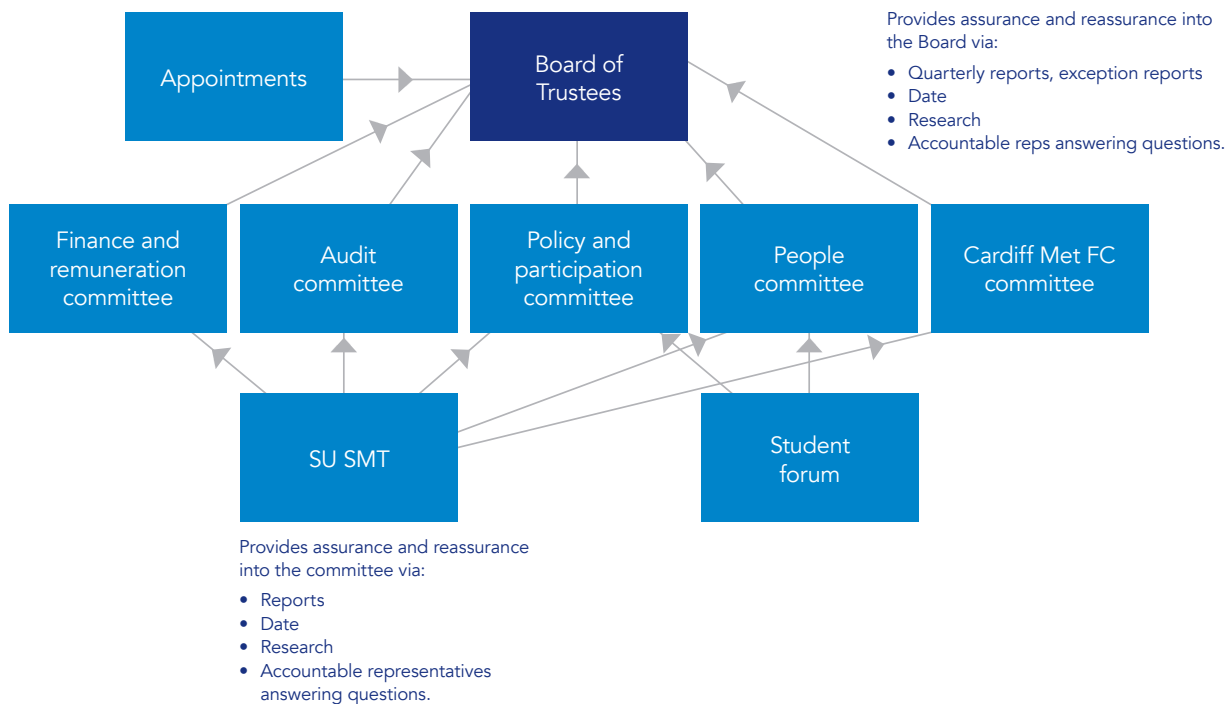 Provides assurance and reassurance into
the Board via:
• Quarterly reports, exception reports
• Date
• Research
• Accountable reps answering questions.
Appointments
Board of
Trustees
Finance and
remuneration
committee
Audit
committee
Policy and
participation
committee
People
committee
Cardiff Met FC
committee
SU SMT
Student
forum
Provides assurance and reassurance
into the committee via:
• Reports
• Date
• Research
• Accountable representatives
answering questions.